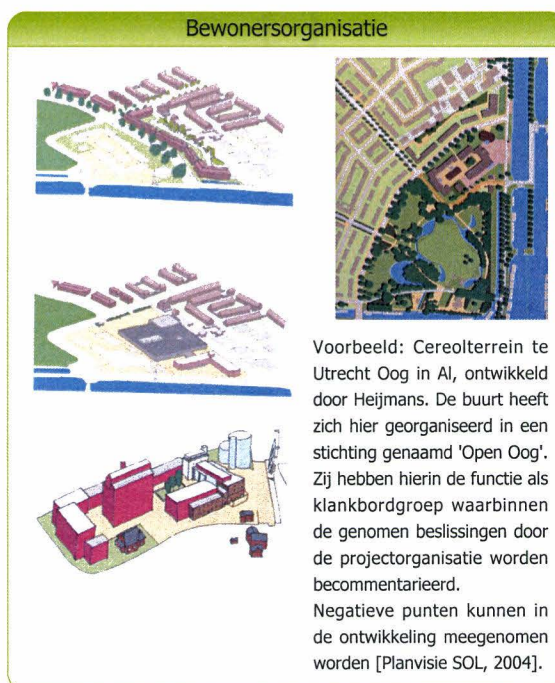 Bewonersorganisatie
Voorbeeld: Cereolterrein te
Utrecht Oog in Al, ontwikkeld
door Heijmans. De buurt heeft
zich hier georganiseerd in een
stichting genaamd 'Open Oog'.
Zij hebben hierin de functie als
klankbordgroep waarbinnen
de genomen beslissingen door
de projectorganisatie worden
becommentarieerd.
Negatieve punten kunnen in
de ontwikkeling meegenomen
worden [Planvisie SOL, 2004].